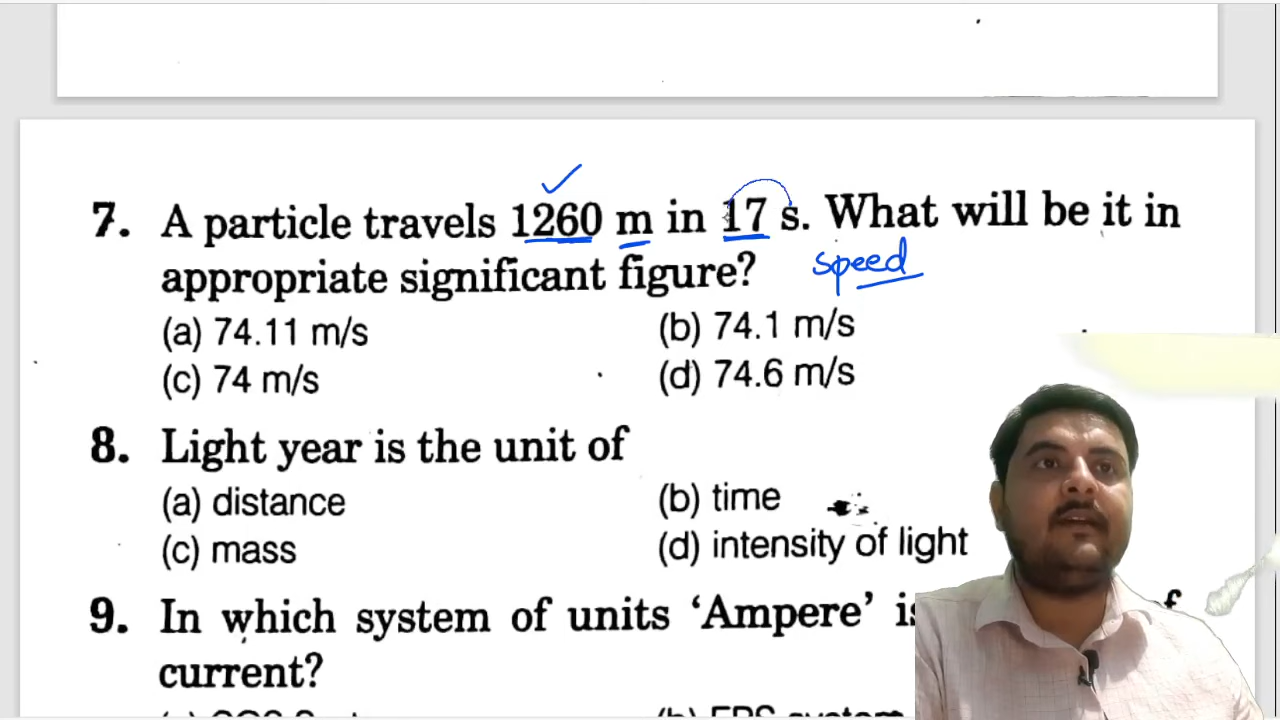 7. A particle travels 1260 m in 17 s. What will be it in
speed
appropriate significant figure?
(a) 74.11 m/s (b) 74.1 m/s
(c) 74 m/s (d) 74.6 m/s
8. Light year is the unit of
(a) distance (b) time
(c) mass (d) intensity of light
9. In which system of units ‘Ampere’ is of
current?